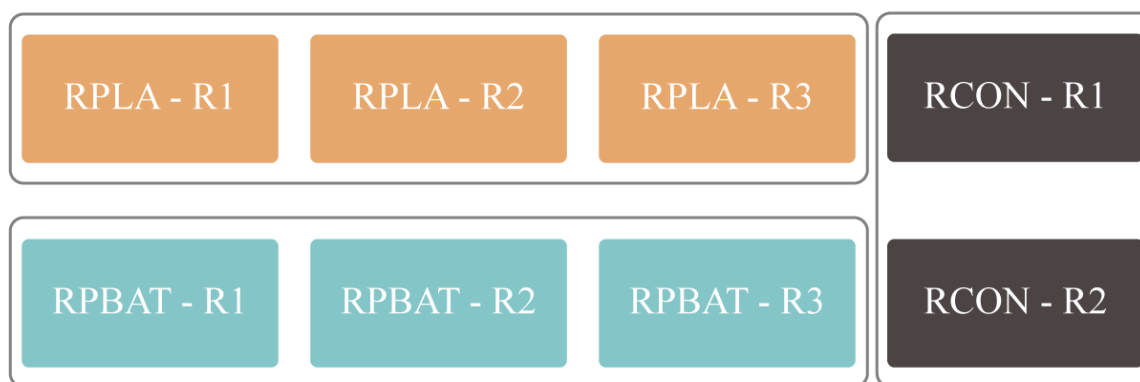 RPLA - R1
RPLA - R2
RPLA - R3
RCON - R1
RPBAT - R1
RPBAT - R2
RPBAT - R3
RCON - R2